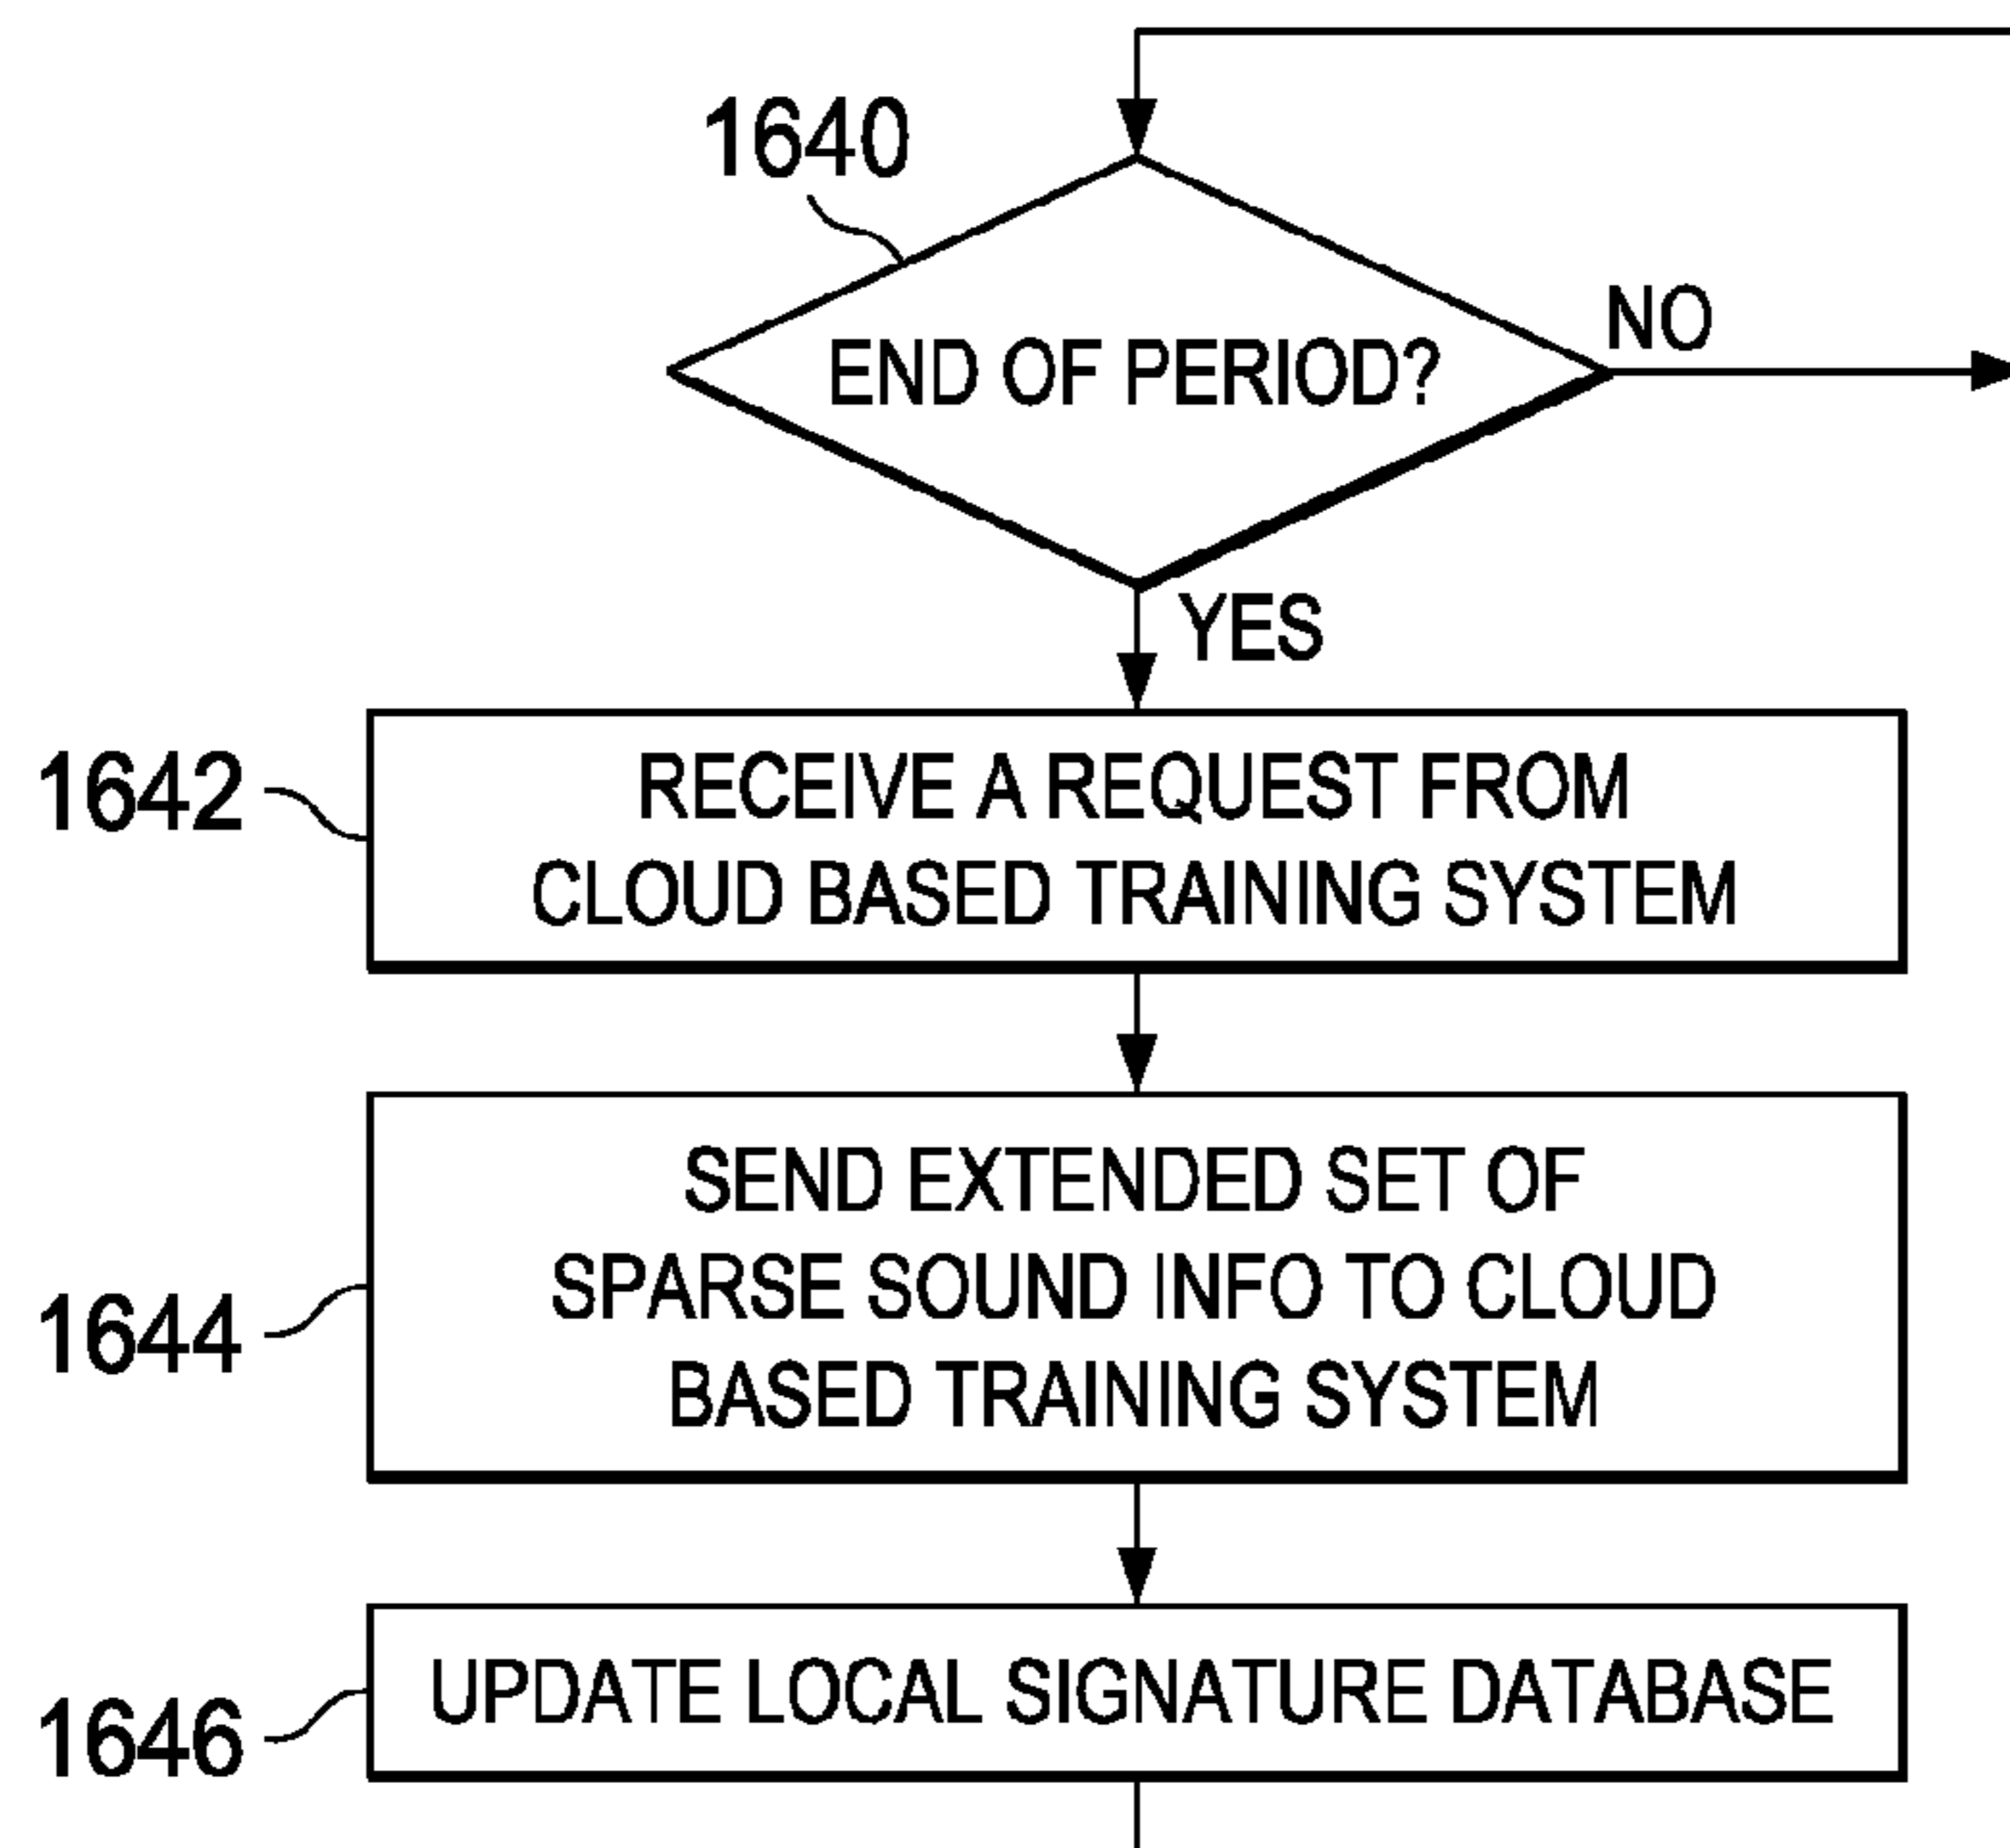 1640
END OF PERIOD?
NO
YES
1642
RECEIVE A REQUEST FROM
CLOUD BASED TRAINING SYSTEM
1644
SEND EXTENDED SET OF
SPARSE SOUND INFO TO CLOUD
BASED TRAINING SYSTEM
1646
UPDATE LOCAL SIGNATURE DATABASE